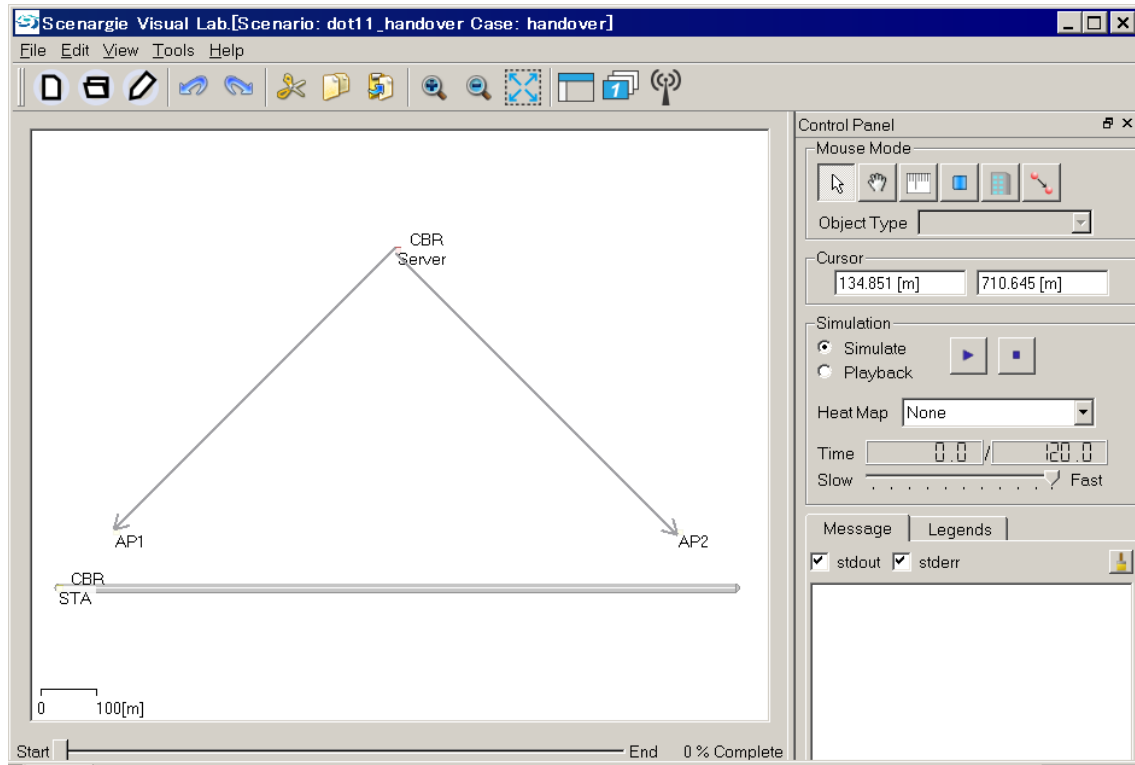 Scenargie Visual Lab.[Scenario: dot11_handover Case: handover]
File Edit View Tools Help
1
Control Panel
Mouse Mode
Object Type
Cursor
134.851 [m] 710.645 [m]
Simulation
Simulate
Playback
Heat Map None
Time 0.0 / 120.0
Slow Fast
Message Legends
stdout stderr
CBR
Server
AP1
AP2
CBR
STA
0 100[m]
Start End 0 % Complete